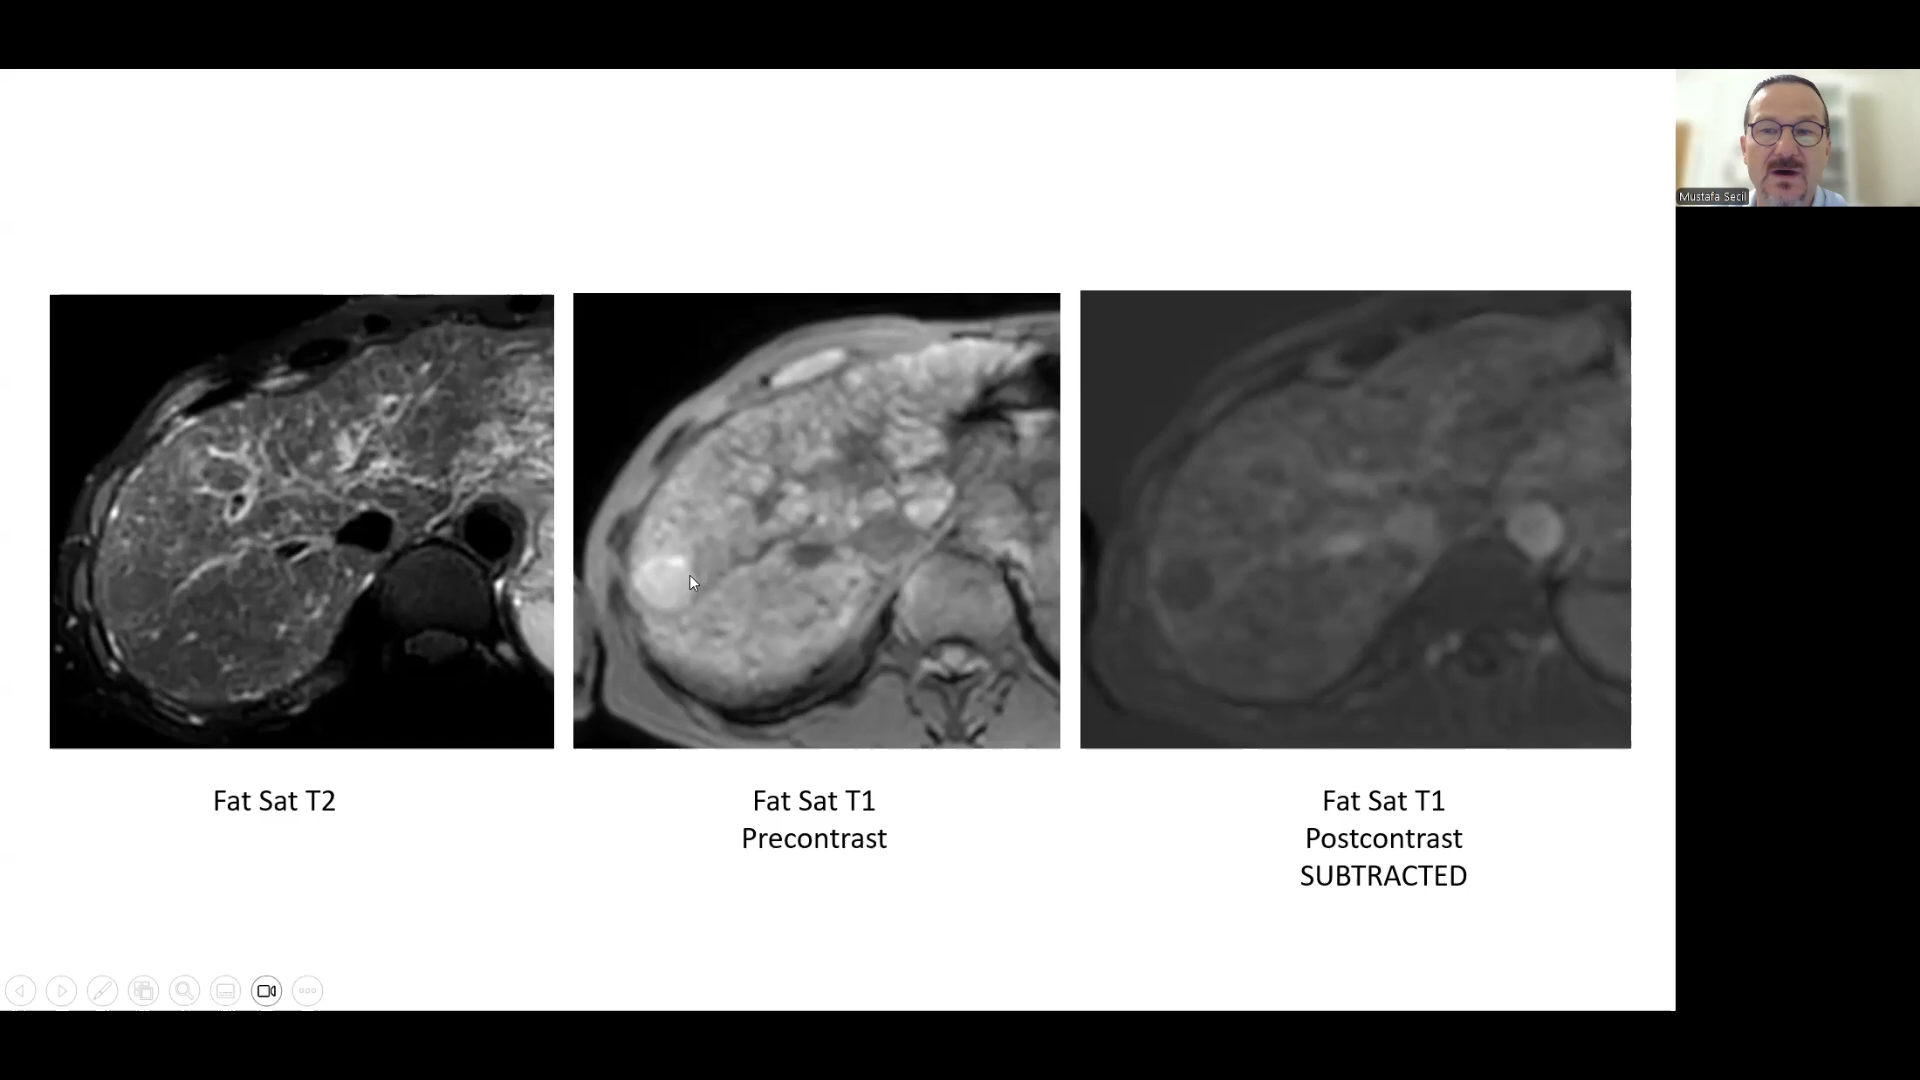 Mustafa Secil
Fat Sat T2
Fat Sat T1
Precontrast
Fat Sat T1
Postcontrast
SUBTRACTED